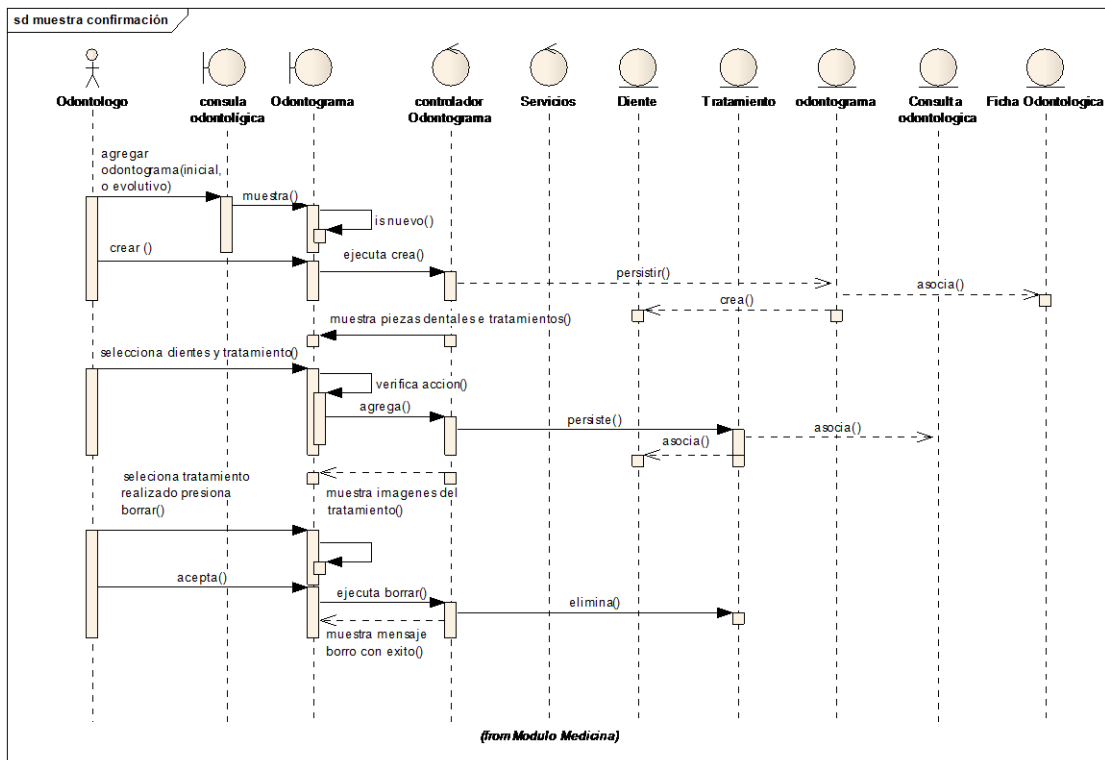 sd muestra confirmación
Odontologo
consula
odontolígica
Odontograma
controlador
Odontograma
Servicios
Diente
Tratamiento
odontograma
Consulta
odontologica
Ficha Odontologica
agregar
odontograma(inicial,
o evolutivo)
muestra()
is nuevo()
crear ()
ejecuta crea()
persistir()
asocia()
crea()
muestra piezas dentales e tratamientos()
selecciona dientes y tratamiento()
verifica accion()
agrega()
persiste()
asocia()
asocia()
seleciona tratamiento
realizado presiona
borrar()
muestra imagenes del
tratamiento()
acepta()
ejecuta borrar()
elimina()
muestra mensaje
borro con exito()
(from Modulo Medicina)